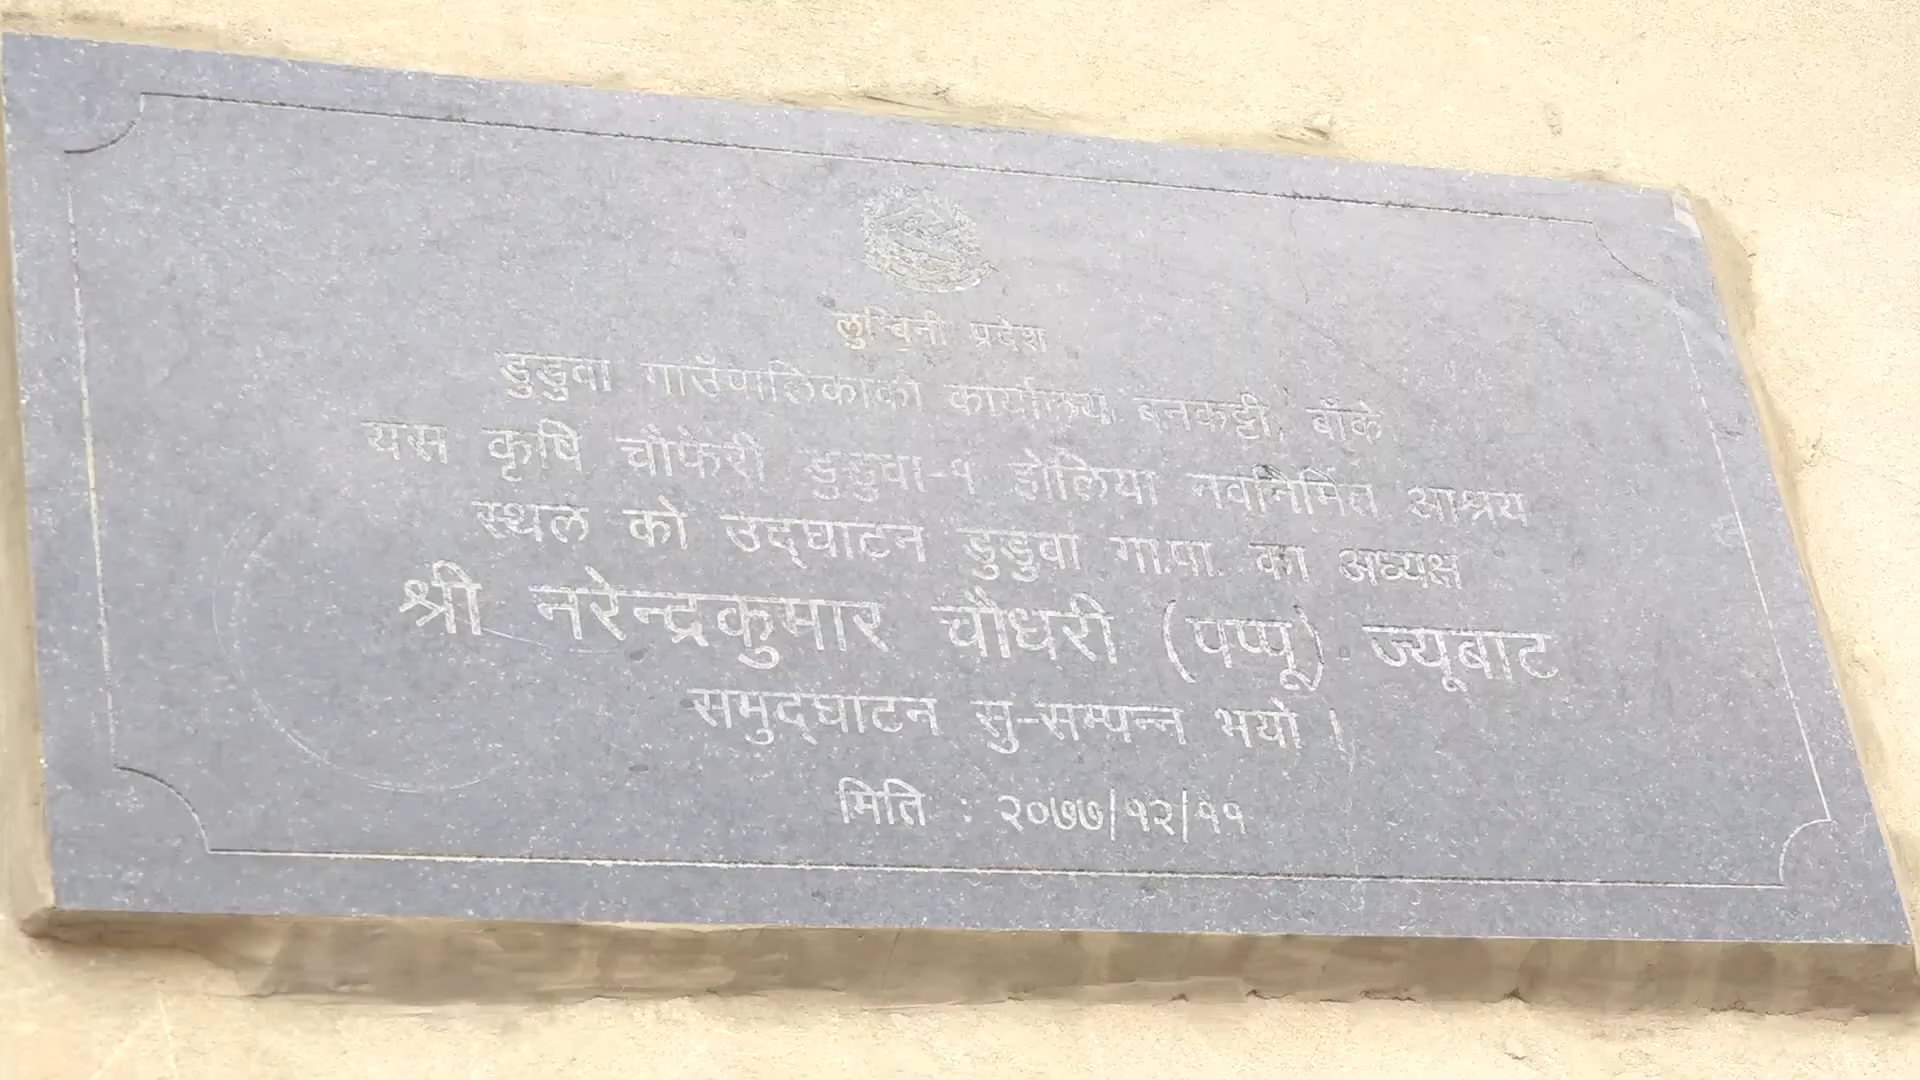 लुम्बिनी प्रदेश
डुडुवा गाउँपालिकाको कार्यालय, बनकट्टी, बाँके
यस कृषि चौफेरी डुडुवा-१ होलिया नवनिर्मित आश्रय
स्थल को उद्घाटन डुडुवा गा.पा. का अध्यक्ष
श्री नरेन्द्रकुमार चौधरी (पप्पू) ज्यूबाट
समुद्घाटन सु-सम्पन्न भयो ।
मिति : २०७७/१२/११